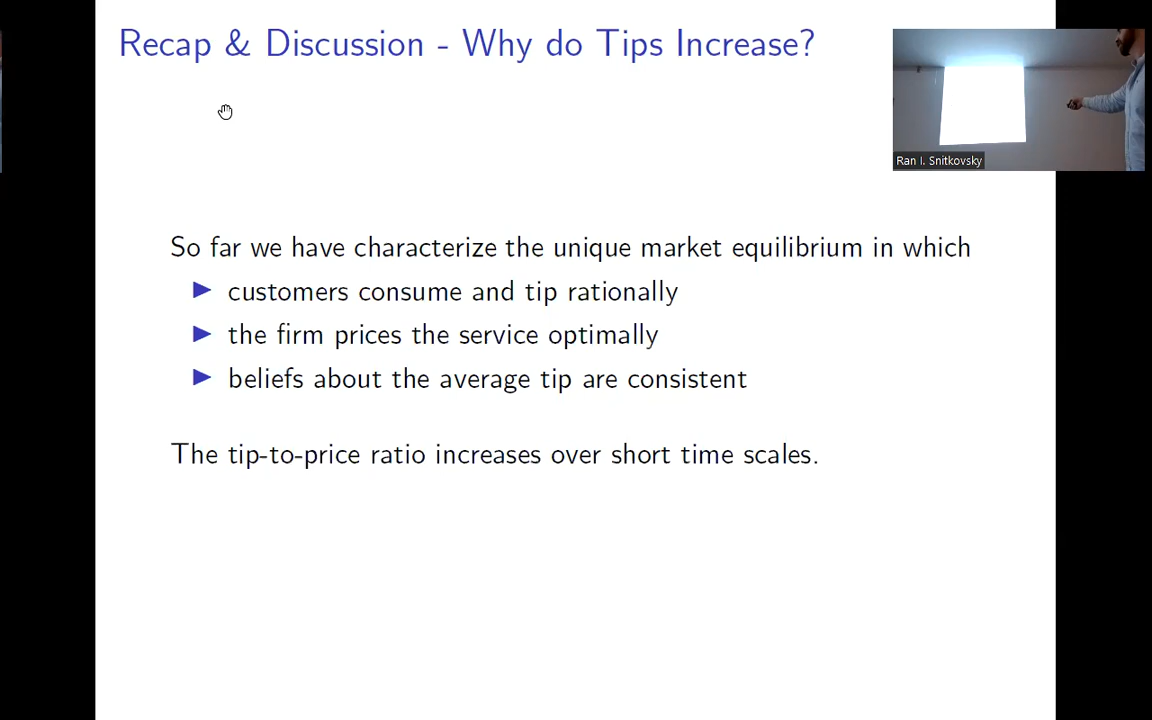 Recap & Discussion - Why do Tips Increase?
Ran I. Snitkovsky
So far we have characterize the unique market equilibrium in which
customers consume and tip rationally
the firm prices the service optimally
beliefs about the average tip are consistent
The tip-to-price ratio increases over short time scales.